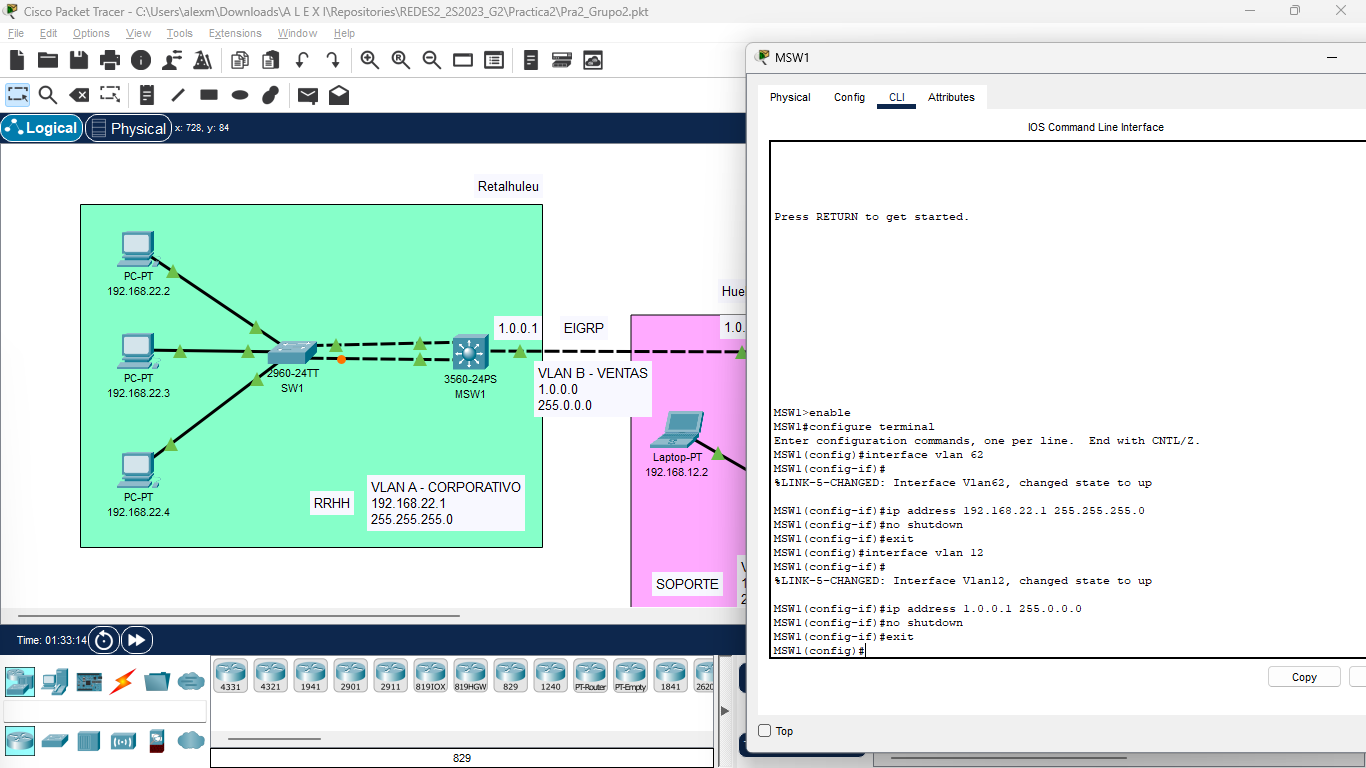 Cisco Packet Tracer - C:\Users\alexm\Downloads\A L E X I\Repositories\REDES2_2S2023_G2\Practica2\Pra2_Grupo2.pkt
File Edit Options View Tools Extensions Window Help
Logical
Physical
x: 728, y: 84
Retalhuleu
PC-PT
192.168.22.2
PC-PT
192.168.22.3
PC-PT
192.168.22.4
2960-24TT
SW1
3560-24PS
MSW1
1.0.0.1
EIGRP
VLAN B - VENTAS
1.0.0.0
255.0.0.0
RRHH
VLAN A - CORPORATIVO
192.168.22.1
255.255.255.0
Hue
1.0.
Laptop-PT
192.168.12.2
SOPORTE
V
1
2
Time: 01:33:14
4331 4321 1941 2901 2911 819IOX 819HGW 829 1240 PT-Router PT-Empty 1841 2620
829
MSW1
Physical Config CLI Attributes
IOS Command Line Interface
Press RETURN to get started.
MSW1>enable
MSW1#configure terminal
Enter configuration commands, one per line.  End with CNTL/Z.
MSW1(config)#interface vlan 62
MSW1(config-if)#
%LINK-5-CHANGED: Interface Vlan62, changed state to up
MSW1(config-if)#ip address 192.168.22.1 255.255.255.0
MSW1(config-if)#no shutdown
MSW1(config-if)#exit
MSW1(config)#interface vlan 12
MSW1(config-if)#
%LINK-5-CHANGED: Interface Vlan12, changed state to up
MSW1(config-if)#ip address 1.0.0.1 255.0.0.0
MSW1(config-if)#no shutdown
MSW1(config-if)#exit
MSW1(config)#
Copy
Top